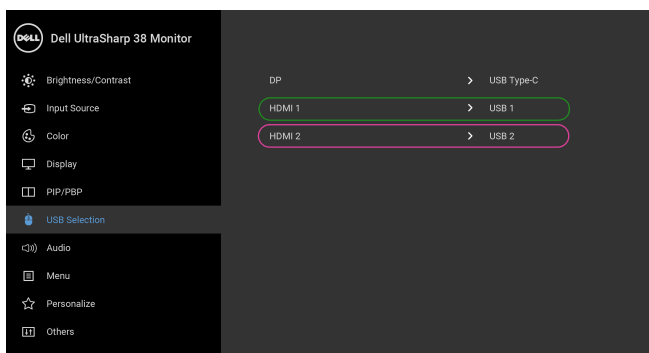 DELL Dell UltraSharp 38 Monitor
Brightness/Contrast
DP > USB Type-C
Input Source
HDMI 1 > USB 1
Color
HDMI 2 > USB 2
Display
PIP/PBP
USB Selection
Audio
Menu
Personalize
Others